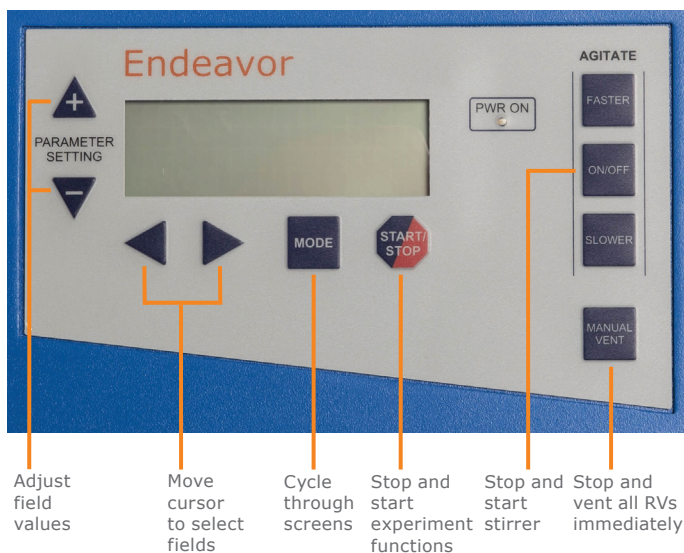 Endeavor
AGITATE
+
FASTER
PWR ON
PARAMETER
SETTING
ON/OFF
−
MODE
START/
STOP
SLOWER
MANUAL
VENT
Adjust
field
values
Move
cursor
to select
fields
Cycle
through
screens
Stop and
start
experiment
functions
Stop and
start
stirrer
Stop and
vent all RVs
immediately